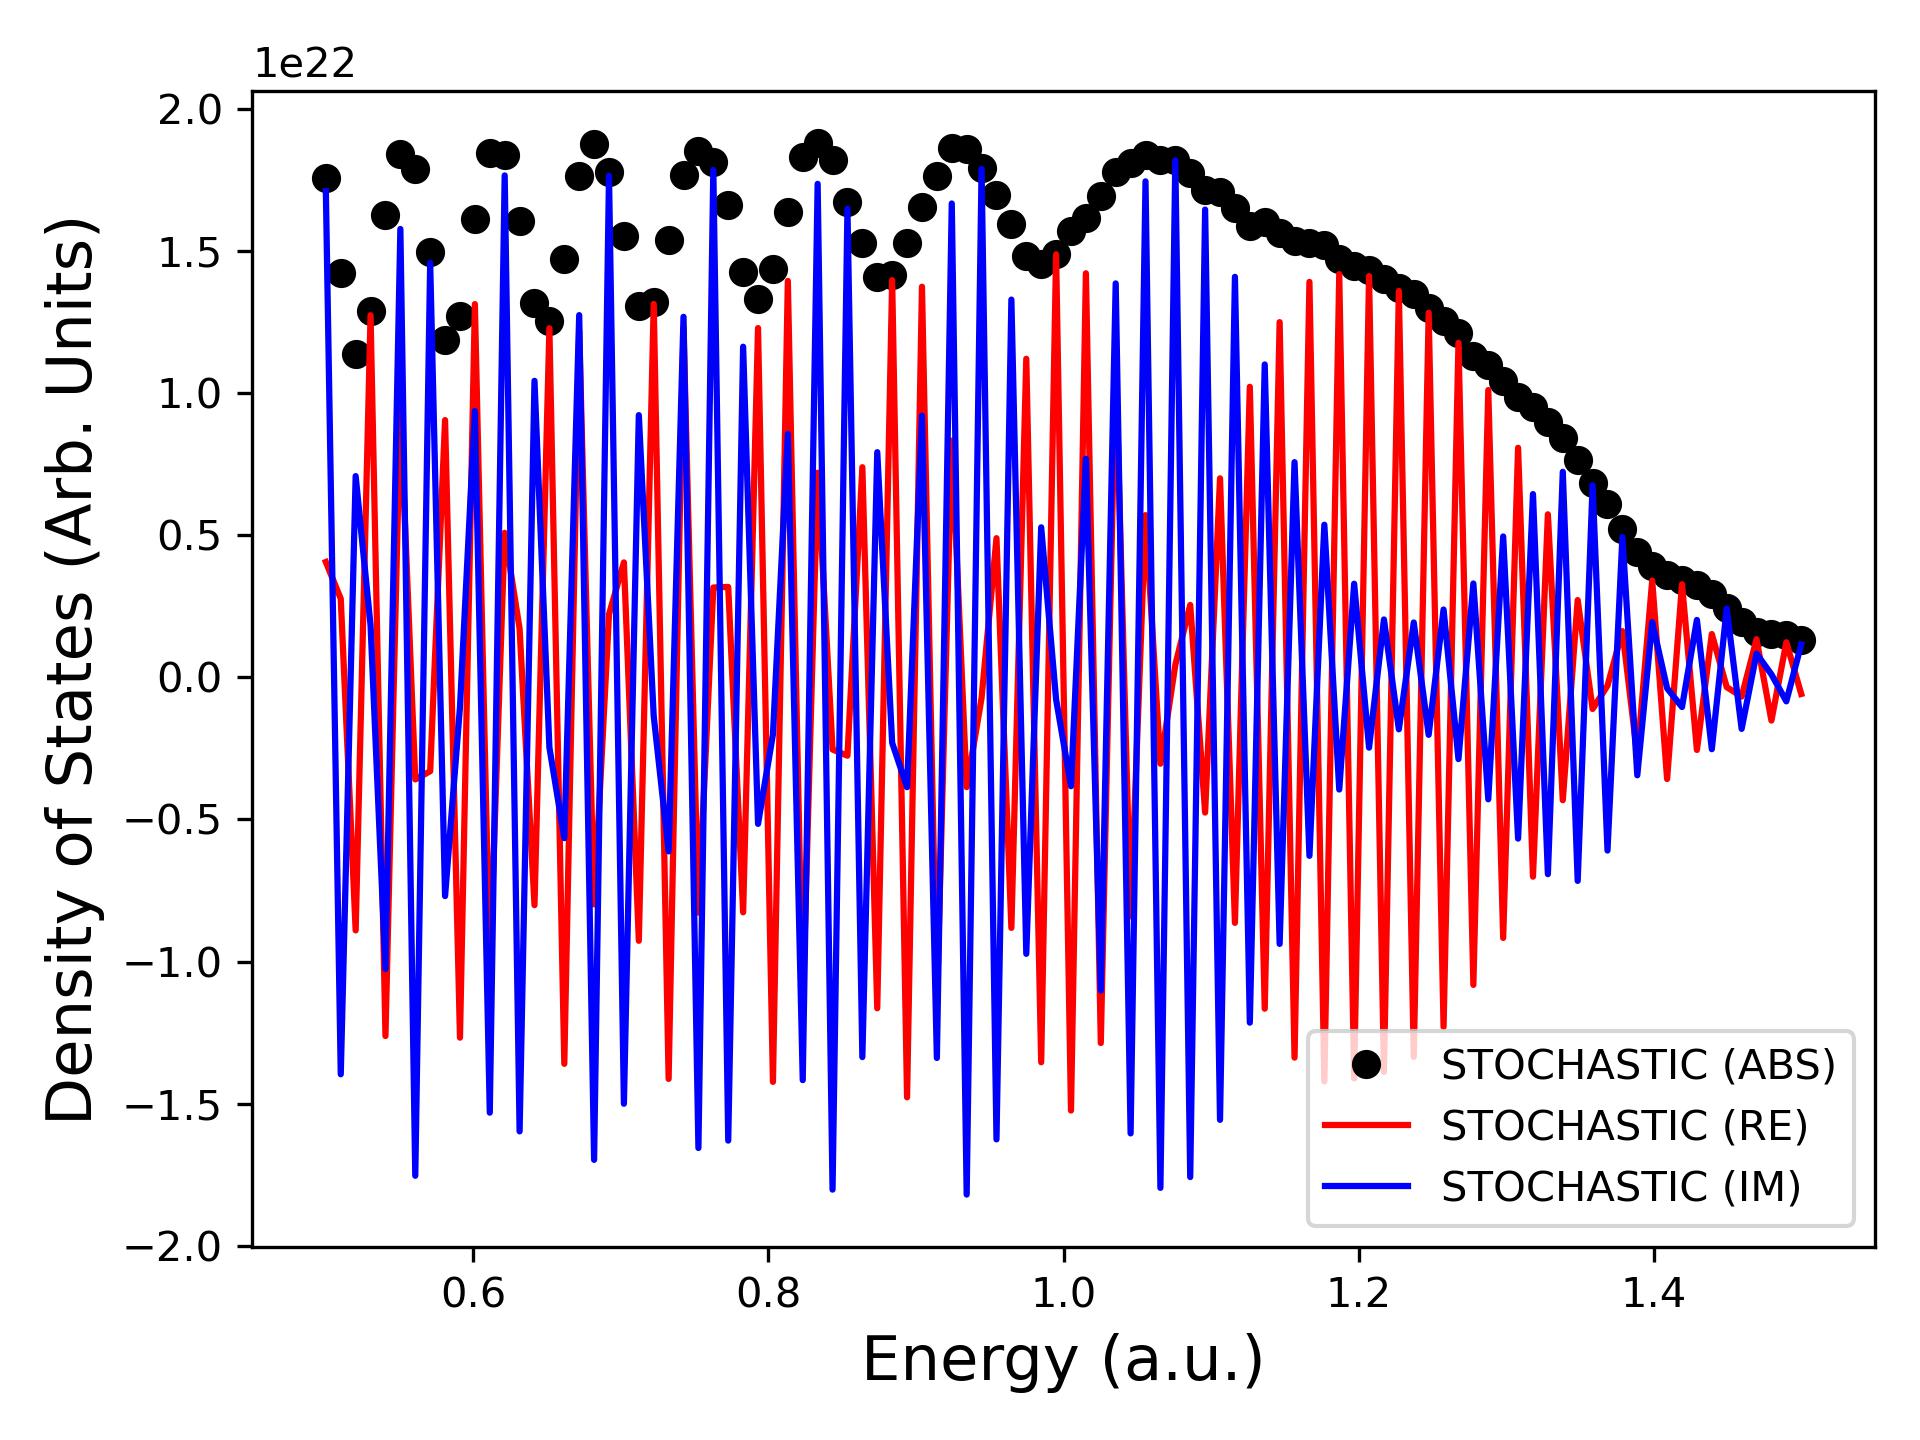 1e22
2.0
1.5
1.0
0.5
0.0
−0.5
−1.0
−1.5
−2.0
Density of States (Arb. Units)
STOCHASTIC (ABS)
STOCHASTIC (RE)
STOCHASTIC (IM)
0.6 0.8 1.0 1.2 1.4
Energy (a.u.)